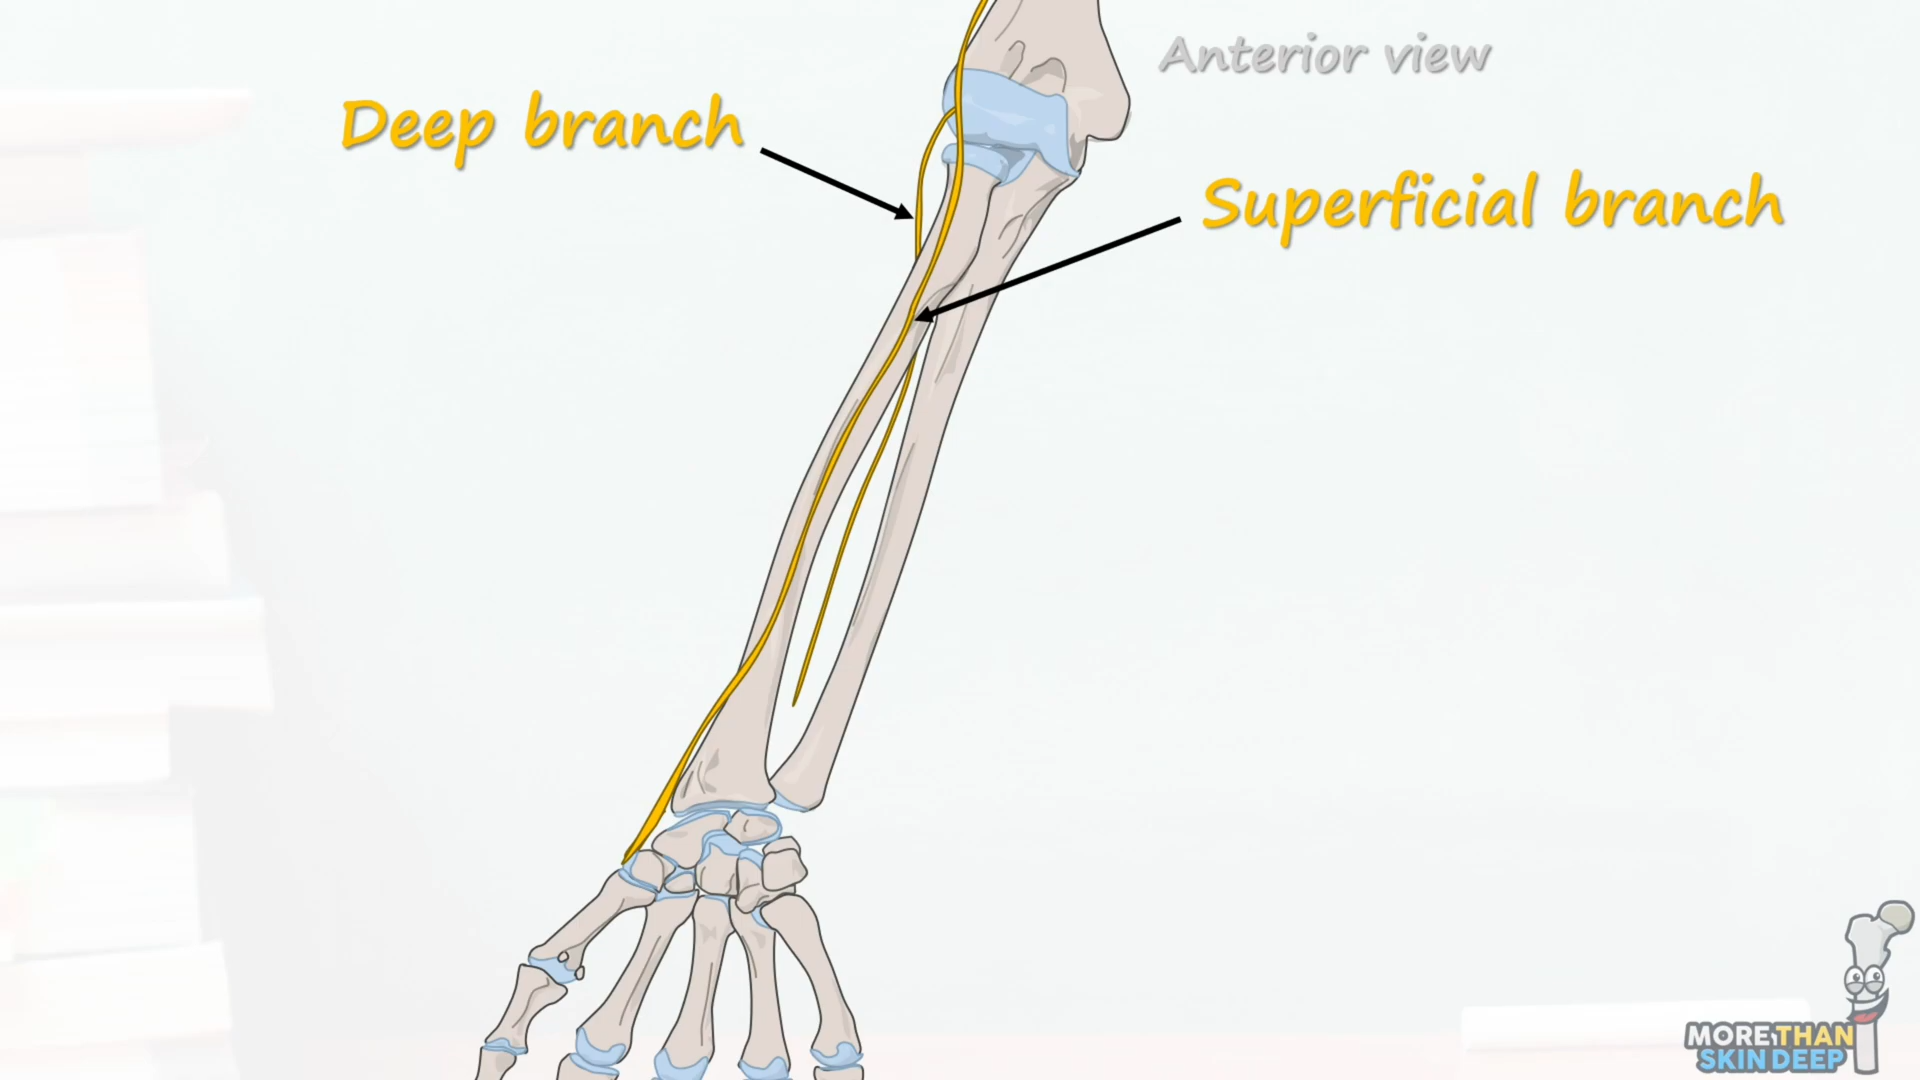 Anterior view
Deep branch
Superficial branch
MORE THAN
SKIN DEEP